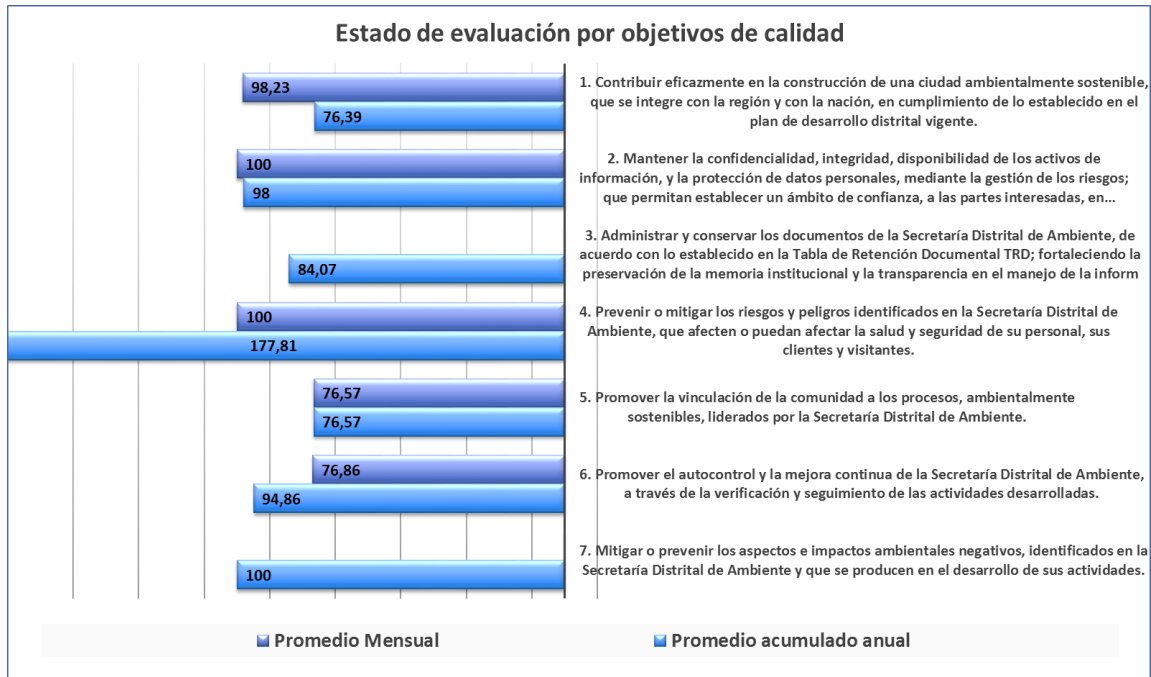 Estado de evaluación por objetivos de calidad
98,23
76,39
1. Contribuir eficazmente en la construcción de una ciudad ambientalmente sostenible,
que se integre con la región y con la nación, en cumplimiento de lo establecido en el
plan de desarrollo distrital vigente.
100
98
2. Mantener la confidencialidad, integridad, disponibilidad de los activos de
información, y la protección de datos personales, mediante la gestión de los riesgos;
que permitan establecer un ámbito de confianza, a las partes interesadas, en...
84,07
3. Administrar y conservar los documentos de la Secretaría Distrital de Ambiente, de
acuerdo con lo establecido en la Tabla de Retención Documental TRD; fortaleciendo la
preservación de la memoria institucional y la transparencia en el manejo de la inform
100
177,81
4. Prevenir o mitigar los riesgos y peligros identificados en la Secretaría Distrital de
Ambiente, que afecten o puedan afectar la salud y seguridad de su personal, sus
clientes y visitantes.
76,57
76,57
5. Promover la vinculación de la comunidad a los procesos, ambientalmente
sostenibles, liderados por la Secretaría Distrital de Ambiente.
76,86
94,86
6. Promover el autocontrol y la mejora continua de la Secretaría Distrital de Ambiente,
a través de la verificación y seguimiento de las actividades desarrolladas.
100
7. Mitigar o prevenir los aspectos e impactos ambientales negativos, identificados en la
Secretaría Distrital de Ambiente y que se producen en el desarrollo de sus actividades.
Promedio Mensual
Promedio acumulado anual